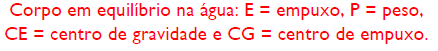 Corpo em equilíbrio na água: E = empuxo, P = peso,
CE = centro de gravidade e CG = centro de empuxo.